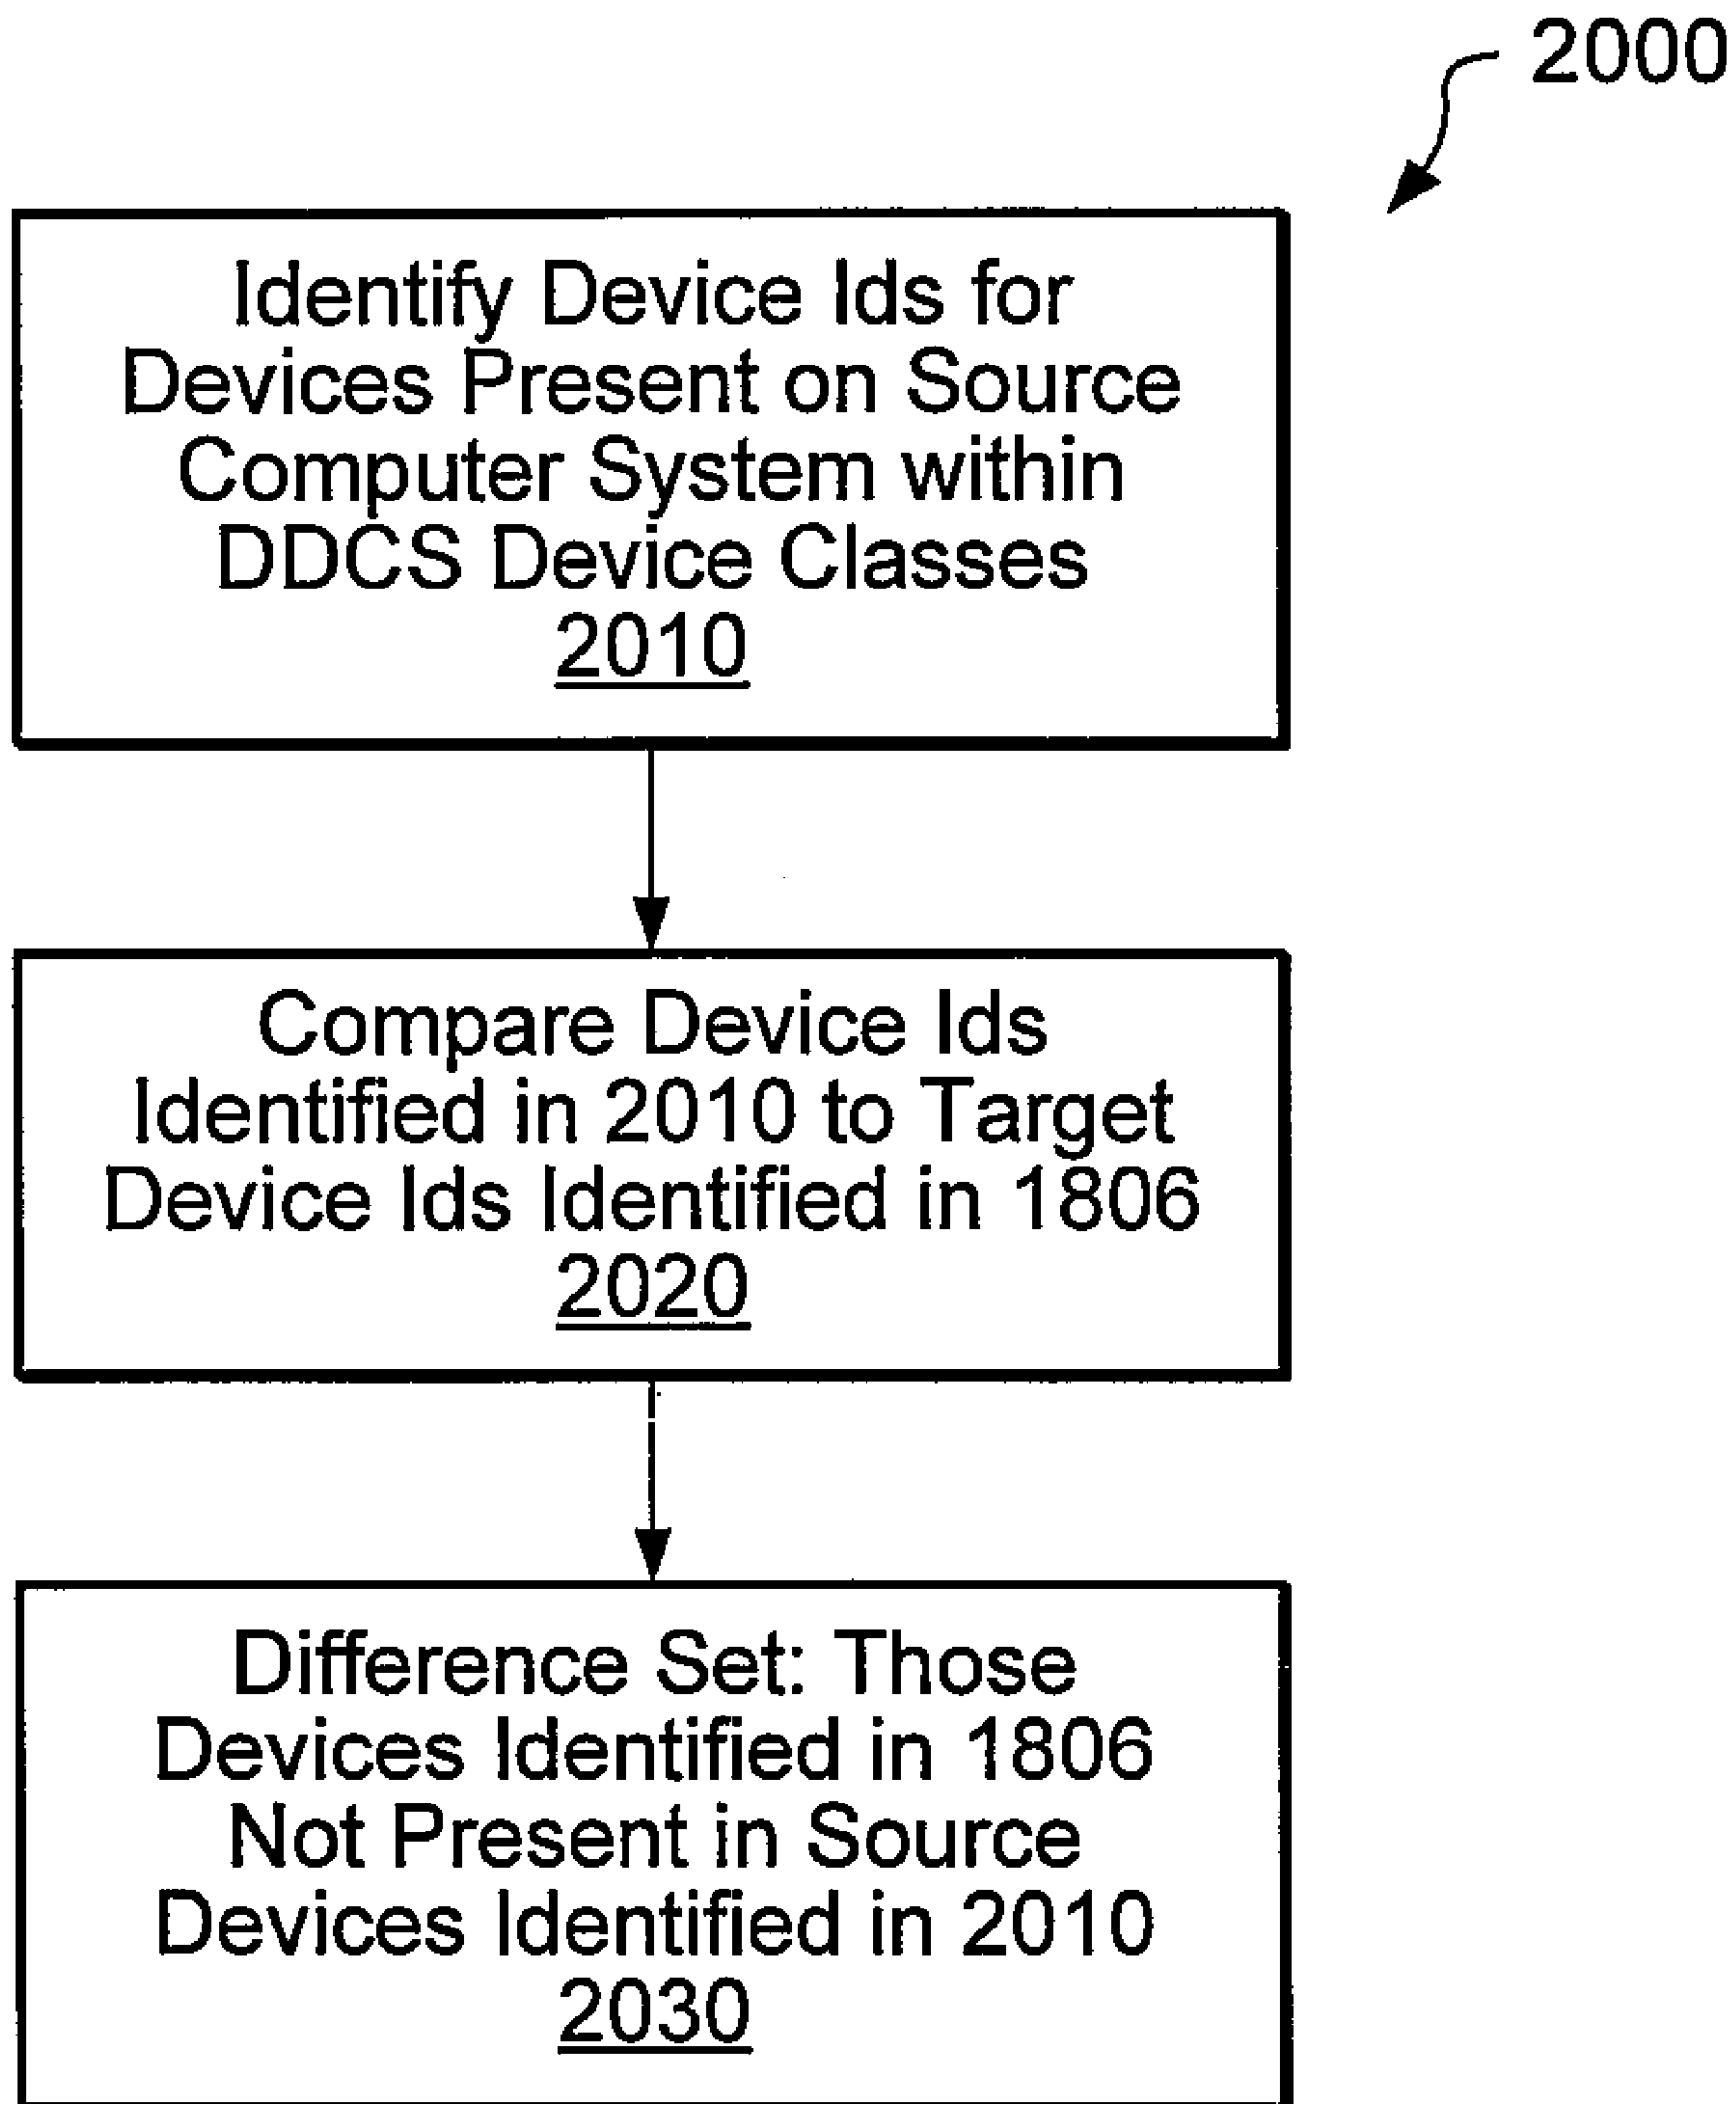 2000
Identify Device Ids for
Devices Present on Source
Computer System within
DDCS Device Classes
2010
Compare Device Ids
Identified in 2010 to Target
Device Ids Identified in 1806
2020
Difference Set: Those
Devices Identified in 1806
Not Present in Source
Devices Identified in 2010
2030